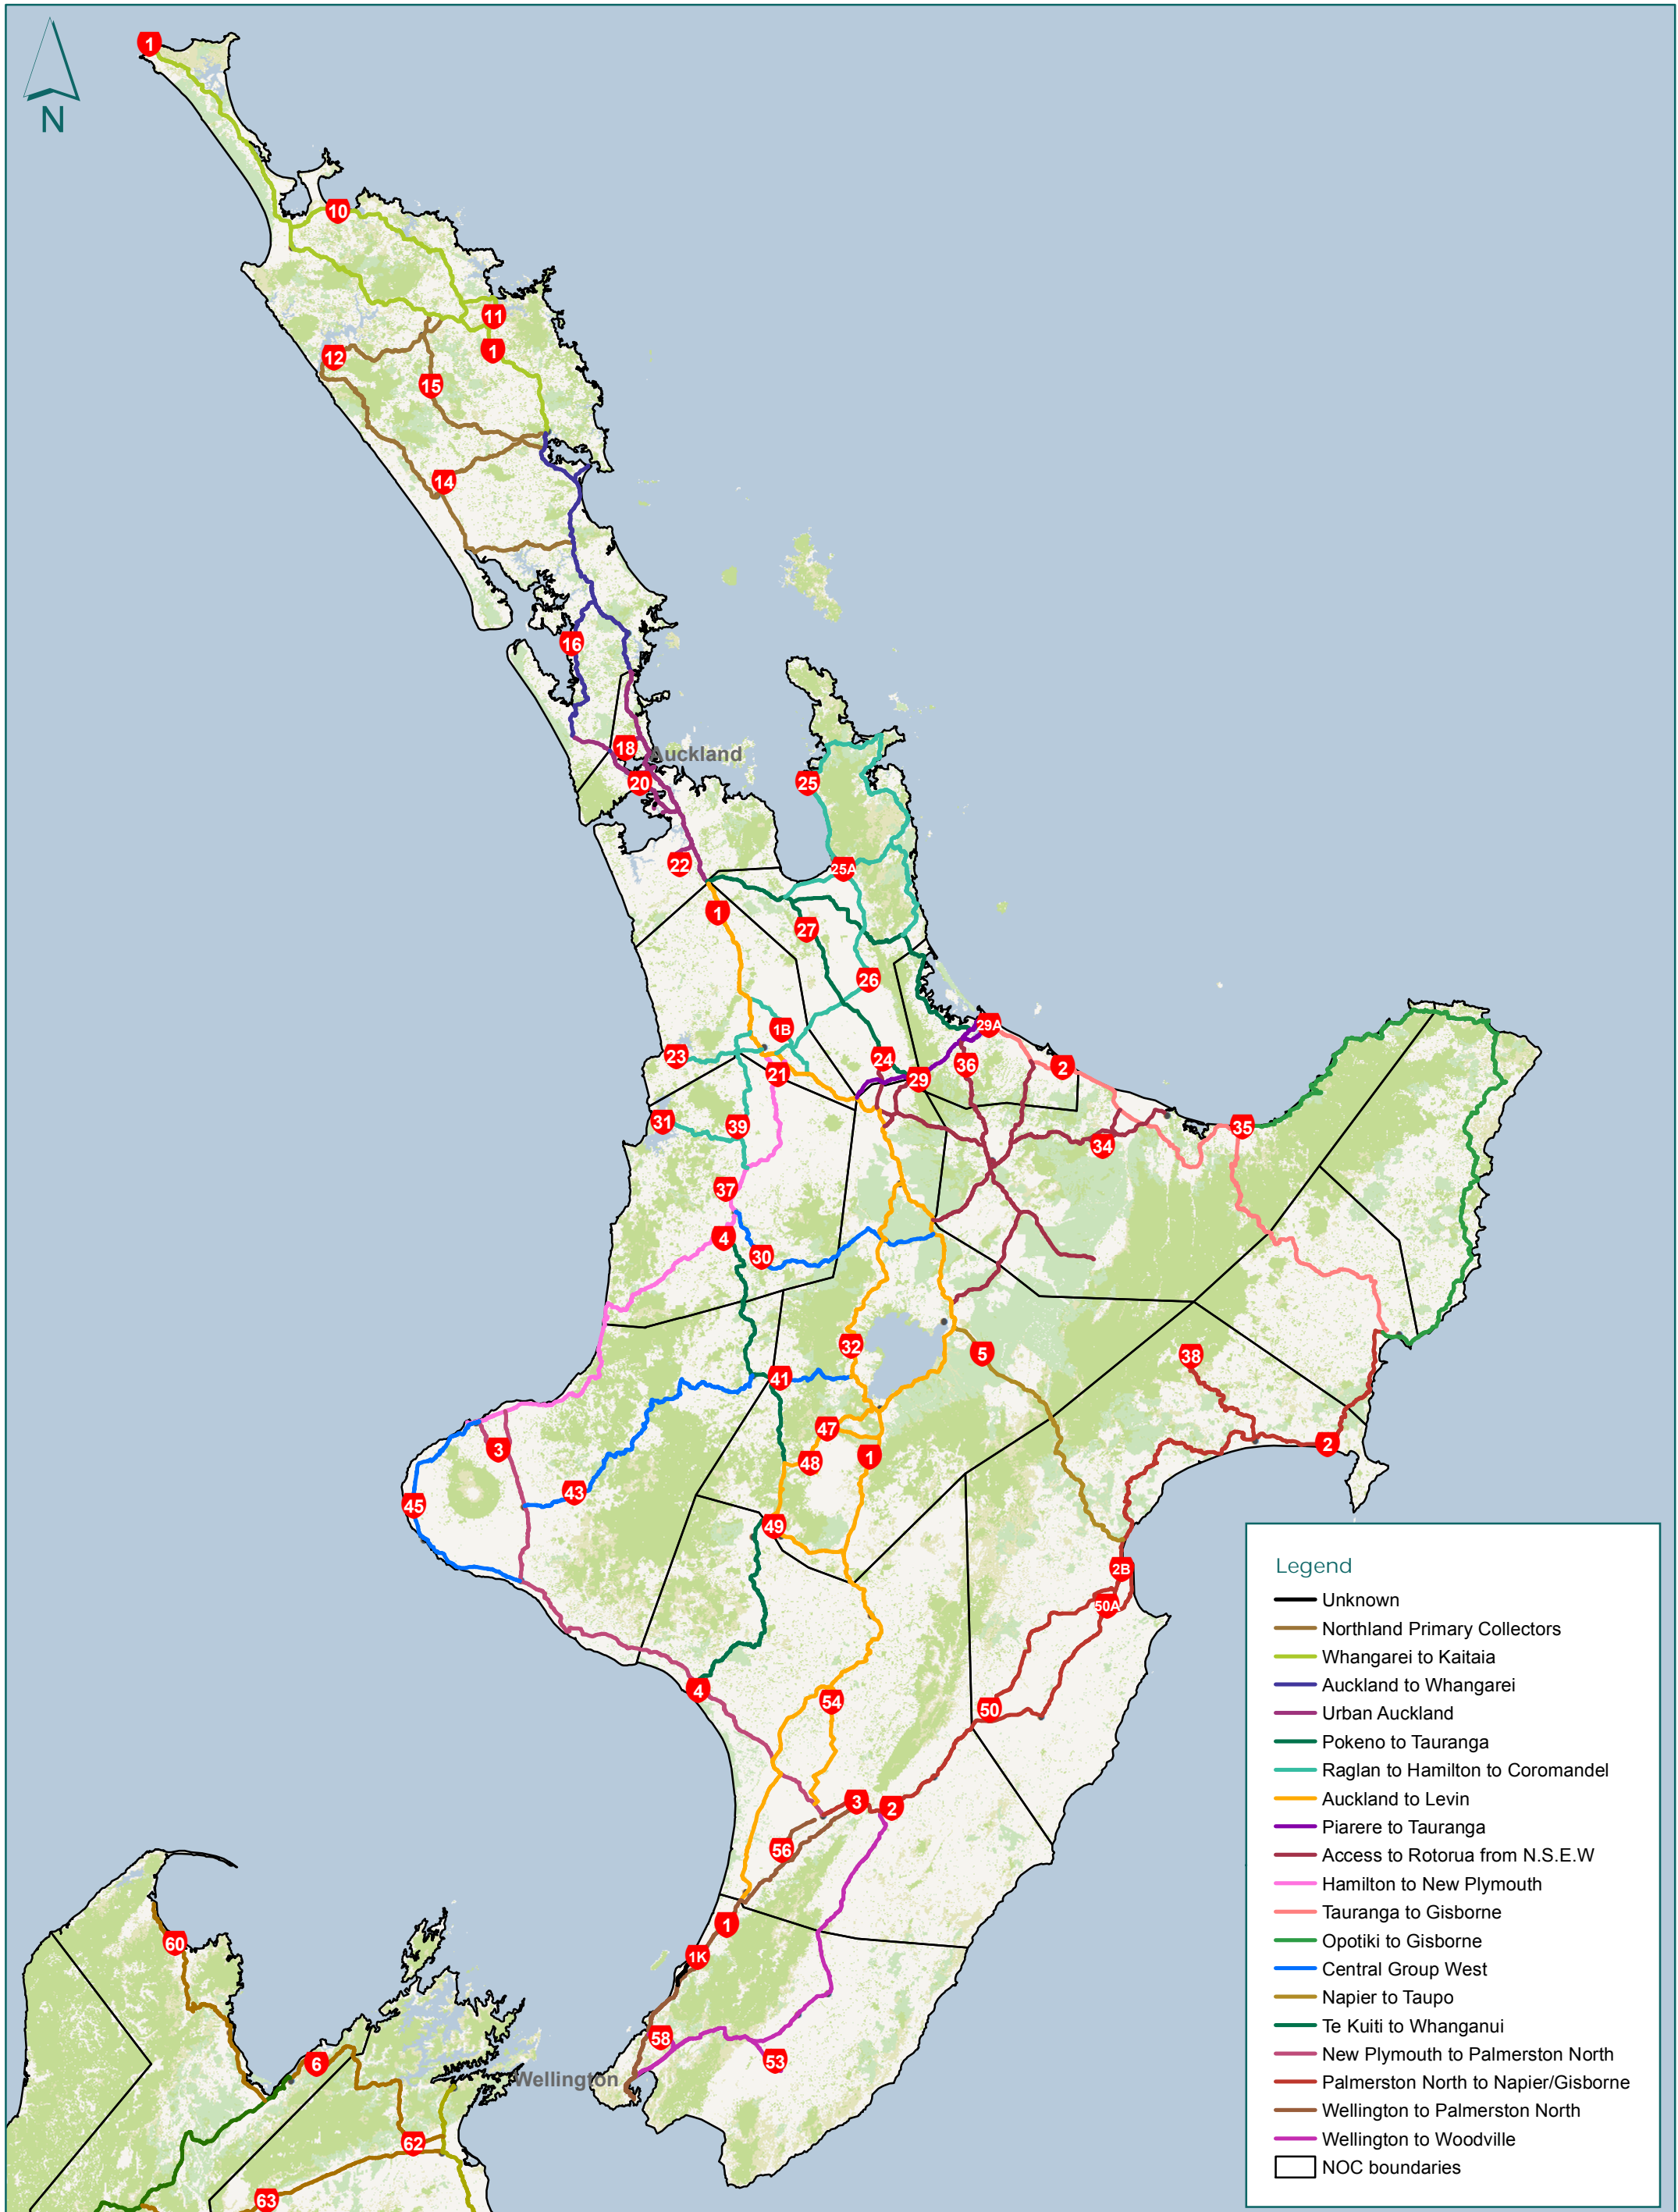 1
N
10
11
1
12
15
14
16
18
Auckland
20
25
22
25A
1
27
26
1B
29A
23
24
36
2
21
29
31
39
35
34
37
4
30
32
5
38
41
47
2
3
48
1
43
45
49
2B
50A
4
54
50
3
2
56
1
60
1K
58
6
53
Wellington
62
63
Legend
Unknown
Northland Primary Collectors
Whangarei to Kaitaia
Auckland to Whangarei
Urban Auckland
Pokeno to Tauranga
Raglan to Hamilton to Coromandel
Auckland to Levin
Piarere to Tauranga
Access to Rotorua from N.S.E.W
Hamilton to New Plymouth
Tauranga to Gisborne
Opotiki to Gisborne
Central Group West
Napier to Taupo
Te Kuiti to Whanganui
New Plymouth to Palmerston North
Palmerston North to Napier/Gisborne
Wellington to Palmerston North
Wellington to Woodville
NOC boundaries